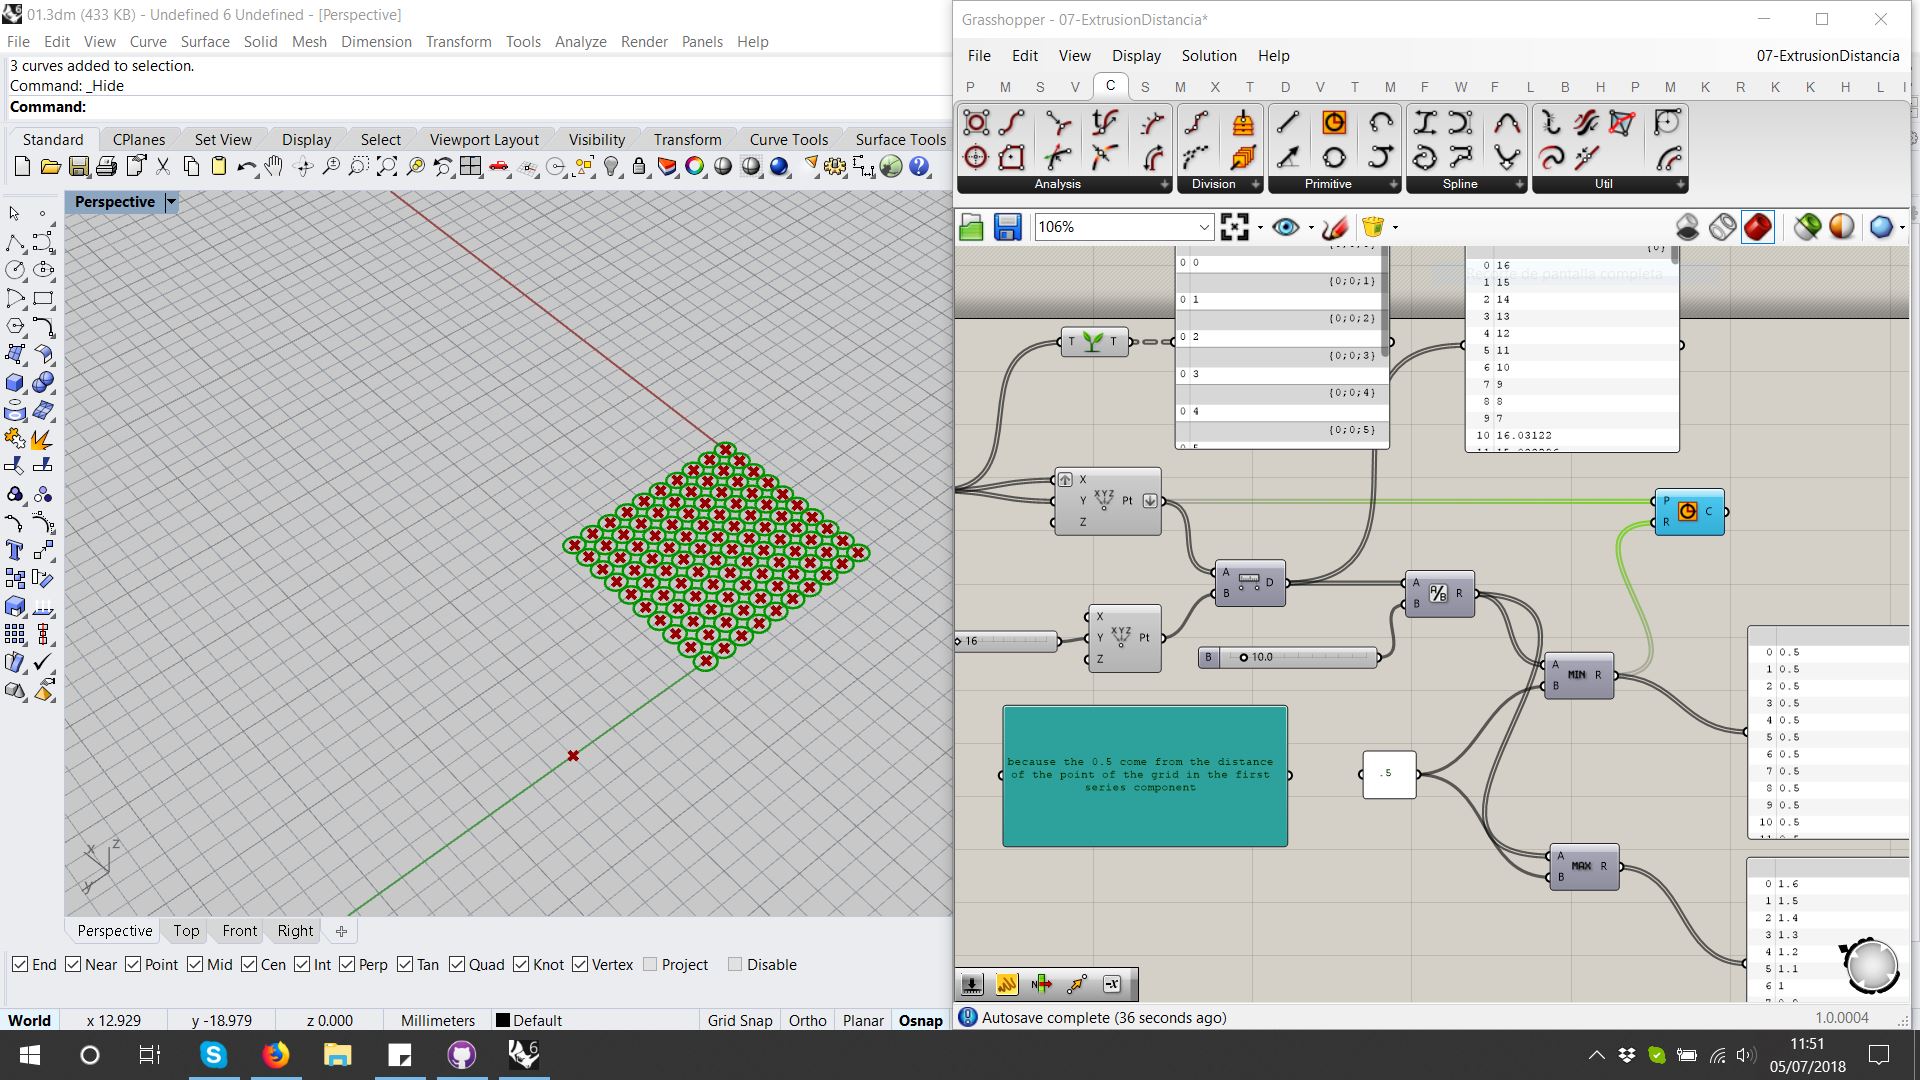 01.3dm (433 KB) - Undefined 6 Undefined - [Perspective]
File Edit View Curve Surface Solid Mesh Dimension Transform Tools Analyze Render Panels Help
3 curves added to selection.
Command: _Hide
Command:
Standard CPlanes Set View Display Select Viewport Layout Visibility Transform Curve Tools Surface Tools
Perspective
x
z
y
Perspective Top Front Right
End Near Point Mid Cen Int Perp Tan Quad Knot Vertex Project Disable
World x 12.929 y -18.979 z 0.000 Millimeters Default Grid Snap Ortho Planar Osnap
Grasshopper - 07-ExtrusionDistancia*
File Edit View Display Solution Help 07-ExtrusionDistancia
P M S V C S M X T D V T M F W F L B H P M K R K K H L I
Analysis Division Primitive Spline Util
106%
0 0
{0;0;1}
0 1
{0;0;2}
0 2
{0;0;3}
0 3
{0;0;4}
0 4
{0;0;5}
{0}
de pantalla completa
0 16
1 15
2 14
3 13
4 12
5 11
6 10
7 9
8 8
9 7
10 16.03122
T T
X
Y XYZ Pt
Z
P
R C
A
B D
A
B A/B R
X
Y XYZ Pt
Z
16
B 10.0
A
B MIN R
0 0.5
1 0.5
2 0.5
3 0.5
4 0.5
5 0.5
6 0.5
7 0.5
8 0.5
9 0.5
10 0.5
because the 0.5 come from the distance
of the point of the grid in the first
series component
.5
A
B MAX R
0 1.6
1 1.5
2 1.4
3 1.3
4 1.2
5 1.1
6 1
N
-X
Autosave complete (36 seconds ago) 1.0.0004
6
11:51
05/07/2018